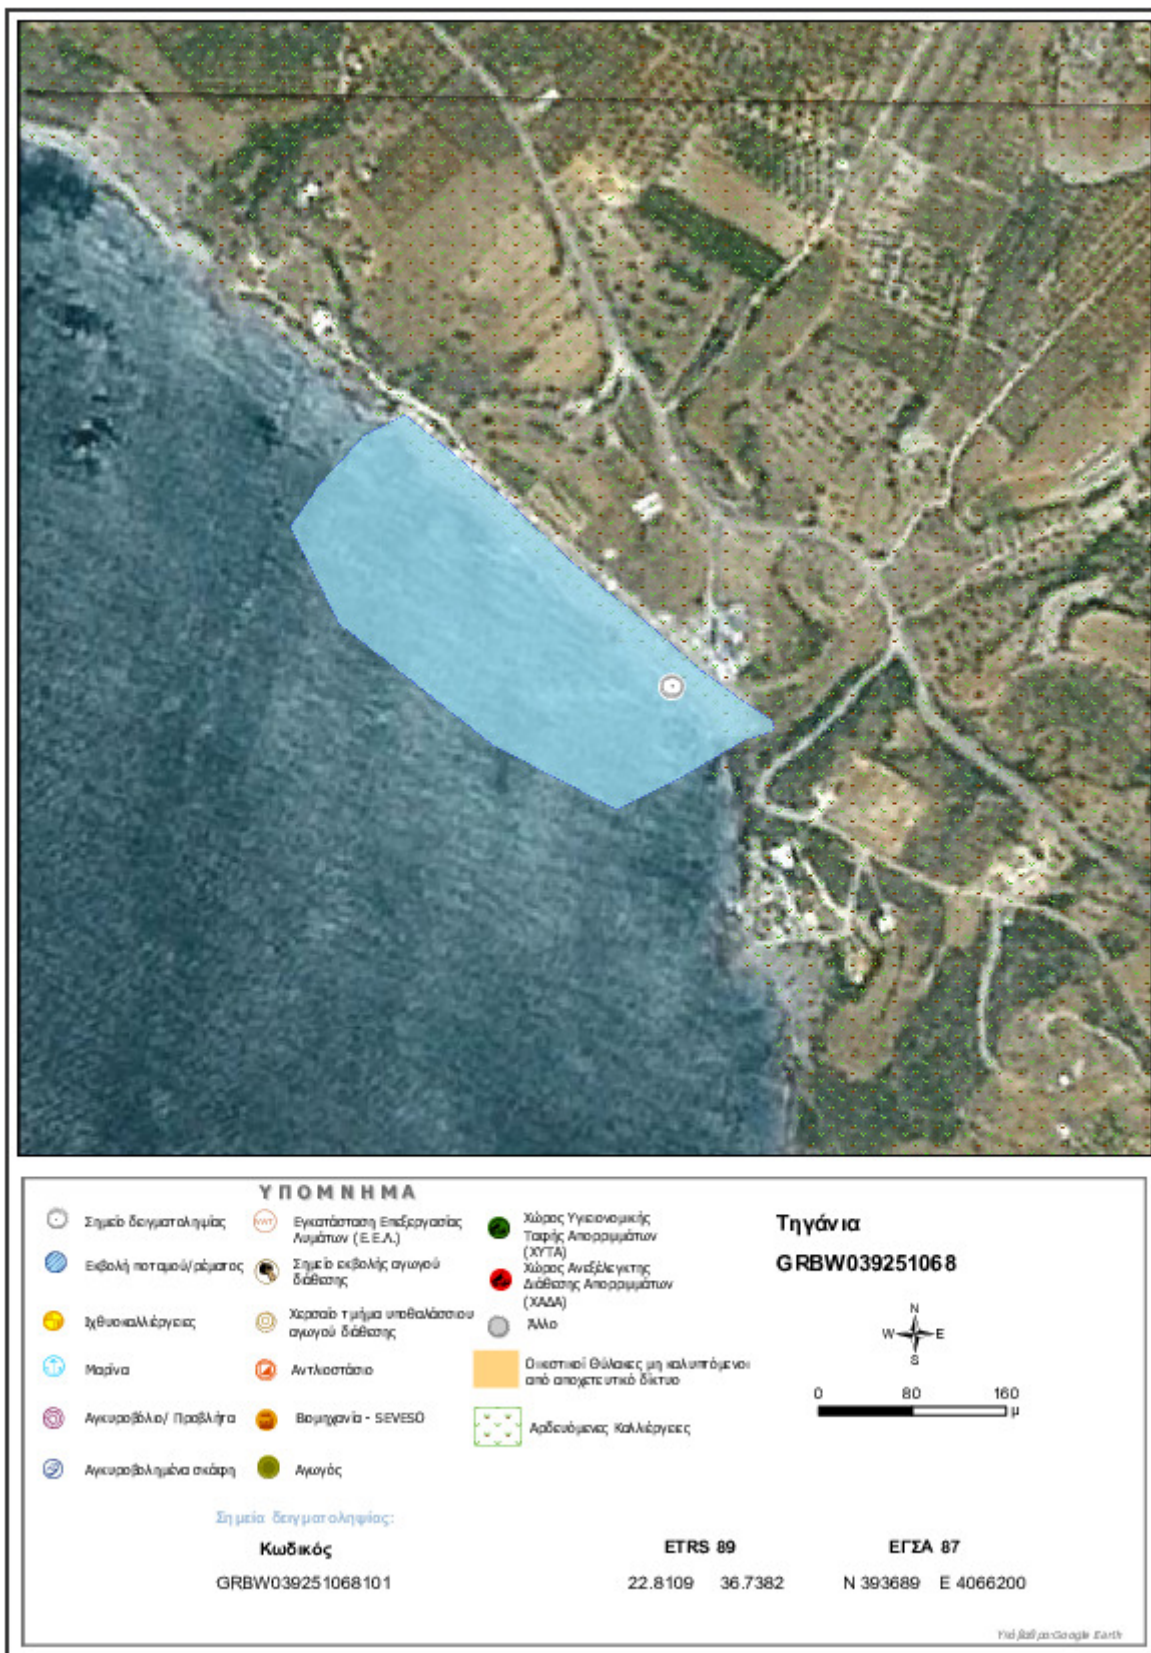 ΥΠΟΜΝΗΜΑ
Σημείο δειγματοληψίας
Εκβολή ποταμού/ρέματος
Ιχθυοκαλλιέργειες
Μαρίνα
Αγκυροβόλιο/ Προβλήτα
Αγκυροβολημένα σκάφη
Εγκατάσταση Επεξεργασίας
Λυμάτων (Ε.Ε.Λ.)
Σημείο εκβολής αγωγού
διάθεσης
Χερσαίο τμήμα υποθαλάσσιου
αγωγού διάθεσης
Αντλιοστάσιο
Βιομηχανία - SEVESO
Αγωγός
Χώρος Υγειονομικής
Ταφής Απορριμμάτων
(ΧΥΤΑ)
Χώρος Ανεξέλεγκτης
Διάθεσης Απορριμμάτων
(ΧΑΔΑ)
Άλλο
Οικιστικοί Θύλακες μη καλυπτόμενοι
από αποχετευτικό δίκτυο
Αρδευόμενες Καλλιέργειες
Τηγάνια
GRBW039251068
N
W E
S
0 80 160
μ
Σημεία δειγματοληψίας:
Κωδικός ETRS 89 ΕΓΣΑ 87
GRBW039251068101 22.8109 36.7382 N 393689 E 4066200
Υπόβαθρο:Google Earth